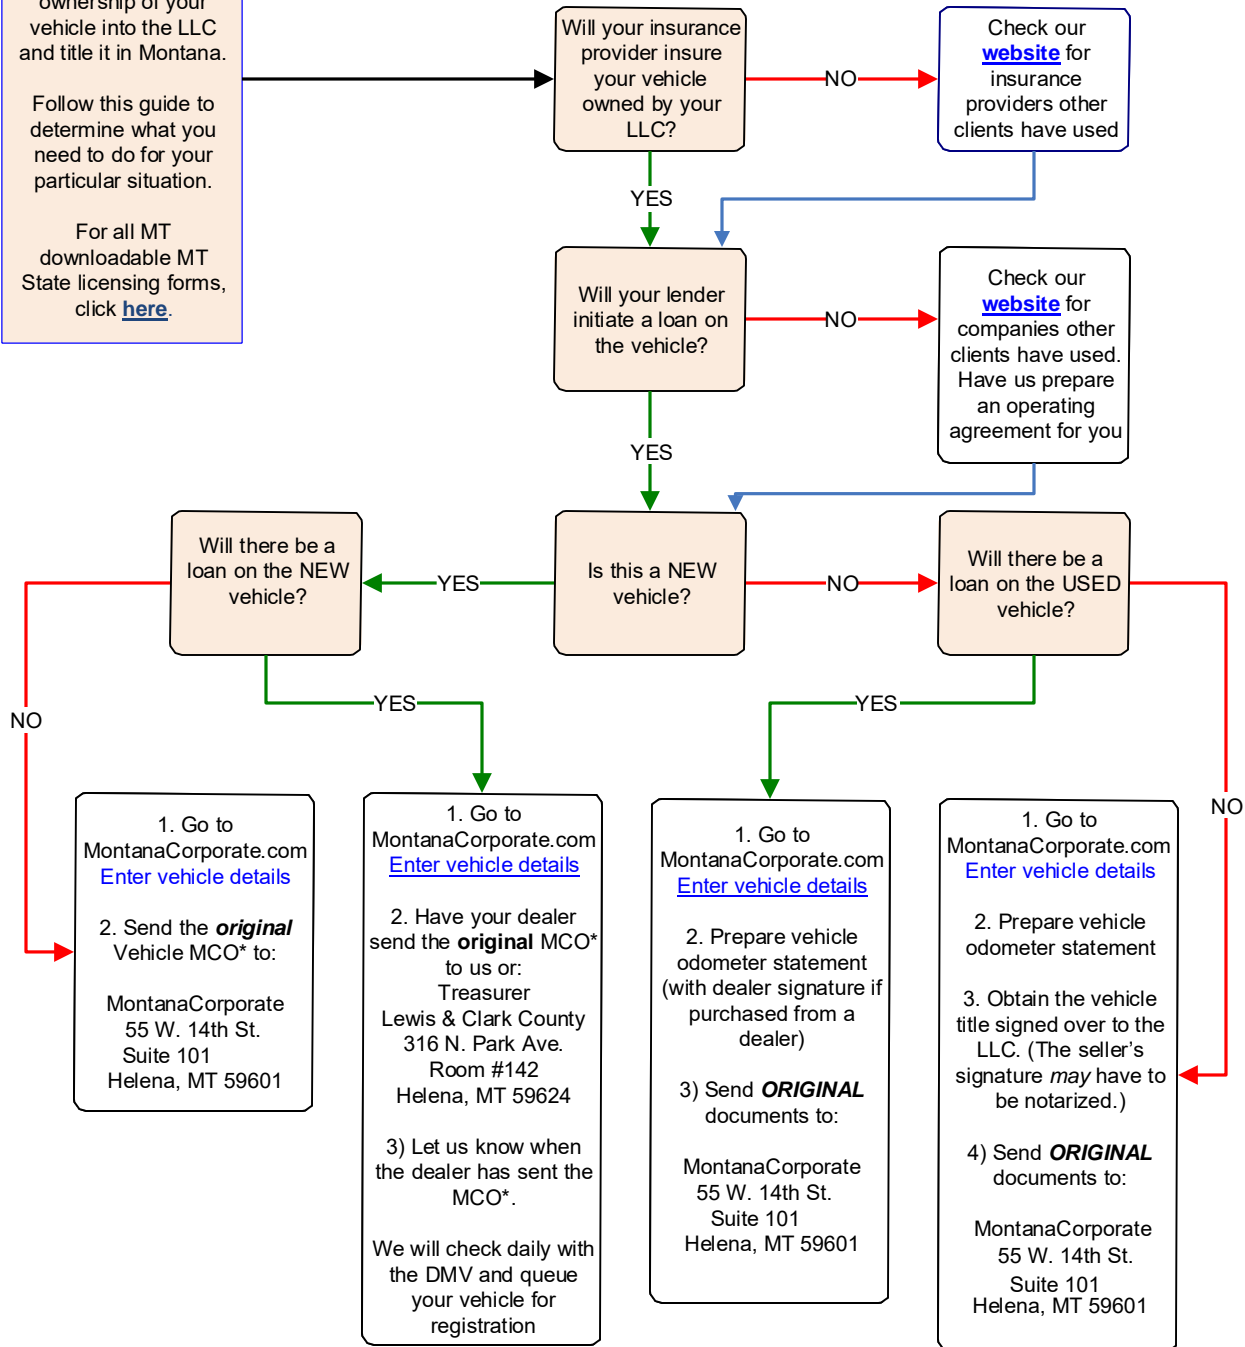 ownership of your
vehicle into the LLC
and title it in Montana.
Follow this guide to
determine what you
need to do for your
particular situation.
For all MT
downloadable MT
State licensing forms,
click here.
Will your insurance
provider insure
your vehicle
owned by your
LLC?
NO
Check our
website for
insurance
providers other
clients have used
YES
Will your lender
initiate a loan on
the vehicle?
NO
Check our
website for
companies other
clients have used.
Have us prepare
an operating
agreement for you
YES
Will there be a
loan on the NEW
vehicle?
YES
Is this a NEW
vehicle?
NO
Will there be a
loan on the USED
vehicle?
NO
YES
YES
NO
1. Go to
MontanaCorporate.com
Enter vehicle details
2. Send the original
Vehicle MCO* to:
MontanaCorporate
55 W. 14th St.
Suite 101
Helena, MT 59601
1. Go to
MontanaCorporate.com
Enter vehicle details
2. Have your dealer
send the original MCO*
to us or:
Treasurer
Lewis & Clark County
316 N. Park Ave.
Room #142
Helena, MT 59624
3) Let us know when
the dealer has sent the
MCO*.
We will check daily with
the DMV and queue
your vehicle for
registration
1. Go to
MontanaCorporate.com
Enter vehicle details
2. Prepare vehicle
odometer statement
(with dealer signature if
purchased from a
dealer)
3) Send ORIGINAL
documents to:
MontanaCorporate
55 W. 14th St.
Suite 101
Helena, MT 59601
1. Go to
MontanaCorporate.com
Enter vehicle details
2. Prepare vehicle
odometer statement
3. Obtain the vehicle
title signed over to the
LLC. (The seller's
signature may have to
be notarized.)
4) Send ORIGINAL
documents to:
MontanaCorporate
55 W. 14th St.
Suite 101
Helena, MT 59601